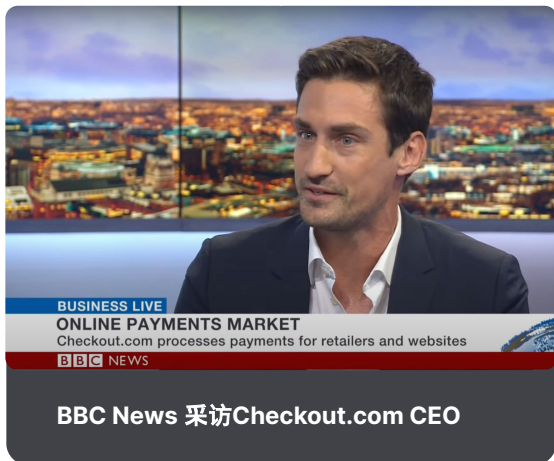 BUSINESS LIVE
ONLINE PAYMENTS MARKET
Checkout.com processes payments for retailers and websites
BBC NEWS
BBC News 采访Checkout.com CEO